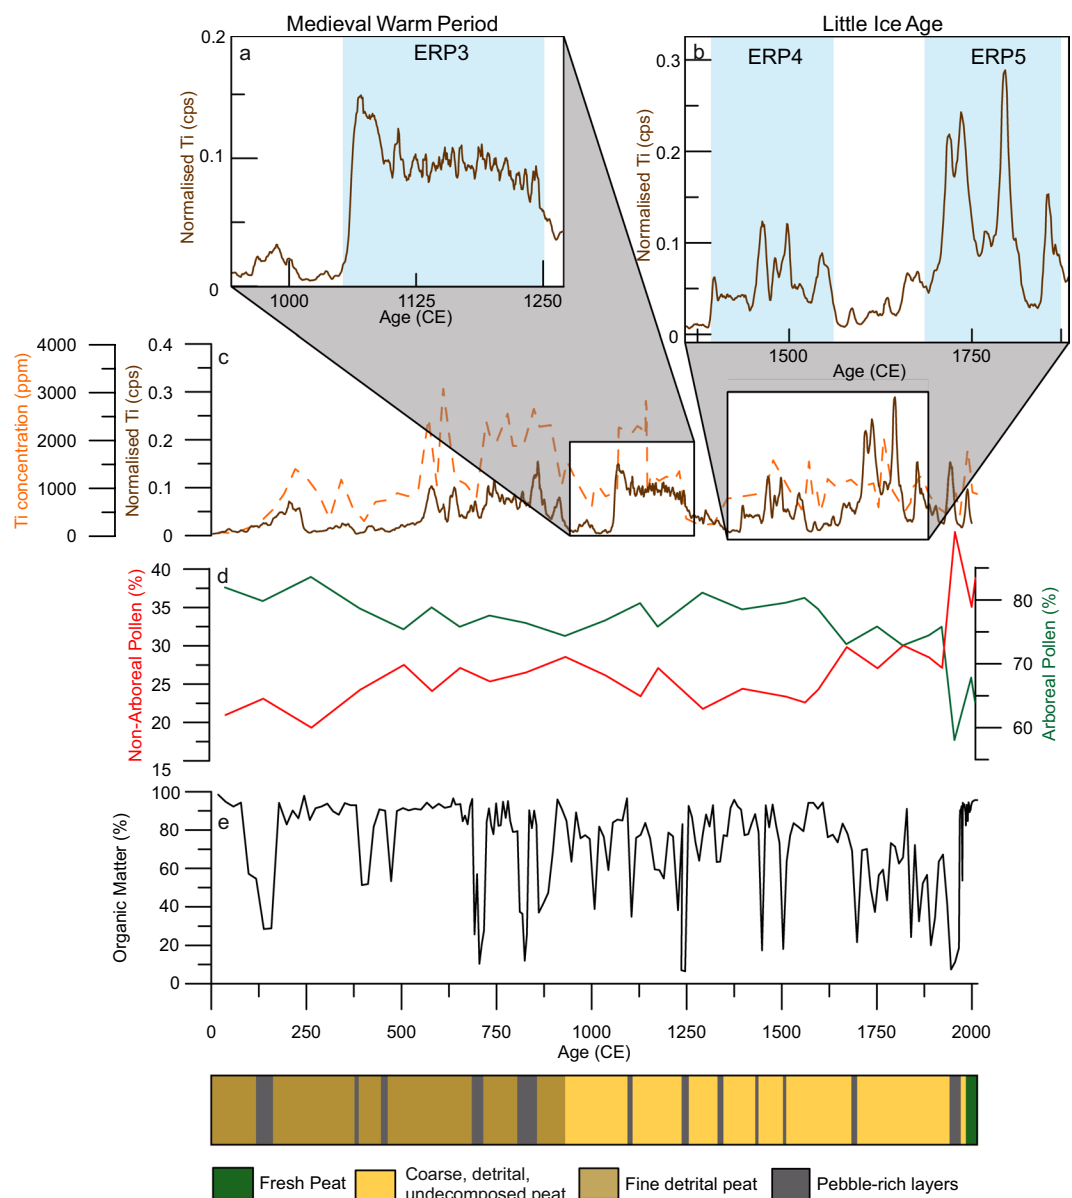 Medieval Warm Period
Little Ice Age
0.2
a
ERP3
0.1
0
Normalised Ti (cps)
1000
1125
1250
Age (CE)
b
ERP4
ERP5
0.3
0.2
0.1
0
Normalised Ti (cps)
1500
1750
Age (CE)
4000
3000
2000
1000
0
Ti concentration (ppm)
0.4
0.3
0.2
0.1
0
Normalised Ti (cps)
c
40
35
30
25
20
15
Non-Arboreal Pollen (%)
d
80
70
60
Arboreal Pollen (%)
100
80
60
40
20
0
Organic Matter (%)
e
0
250
500
750
1000
1250
1500
1750
2000
Age (CE)
Fresh Peat
Coarse, detrital,
undecomposed peat
Fine detrital peat
Pebble-rich layers